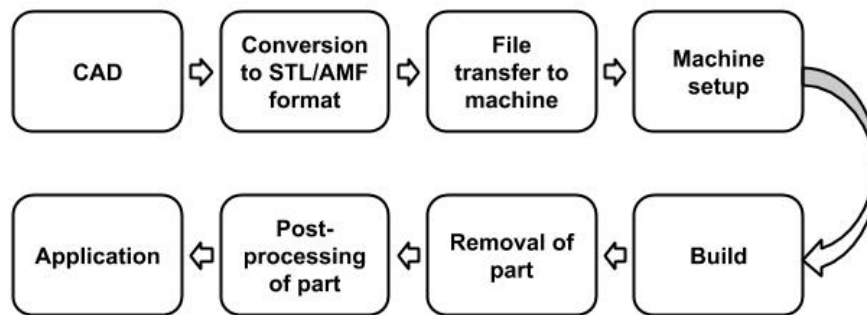 CAD
Conversion
to STL/AMF
format
File
transfer to
machine
Machine
setup
Build
Removal of
part
Post-
processing
of part
Application